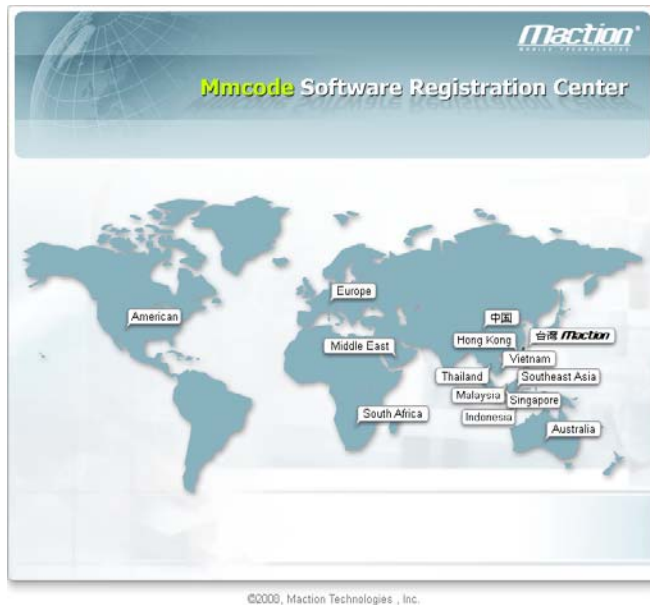 Maction®
MOBILE TECHNOLOGIES
Mmcode Software Registration Center
Europe
American
中国
台灣 Maction
Hong Kong
Middle East
Vietnam
Thailand
Southeast Asia
Malaysia
Singapore
South Africa
Indonesia
Australia
©2008, Maction Technologies , Inc.